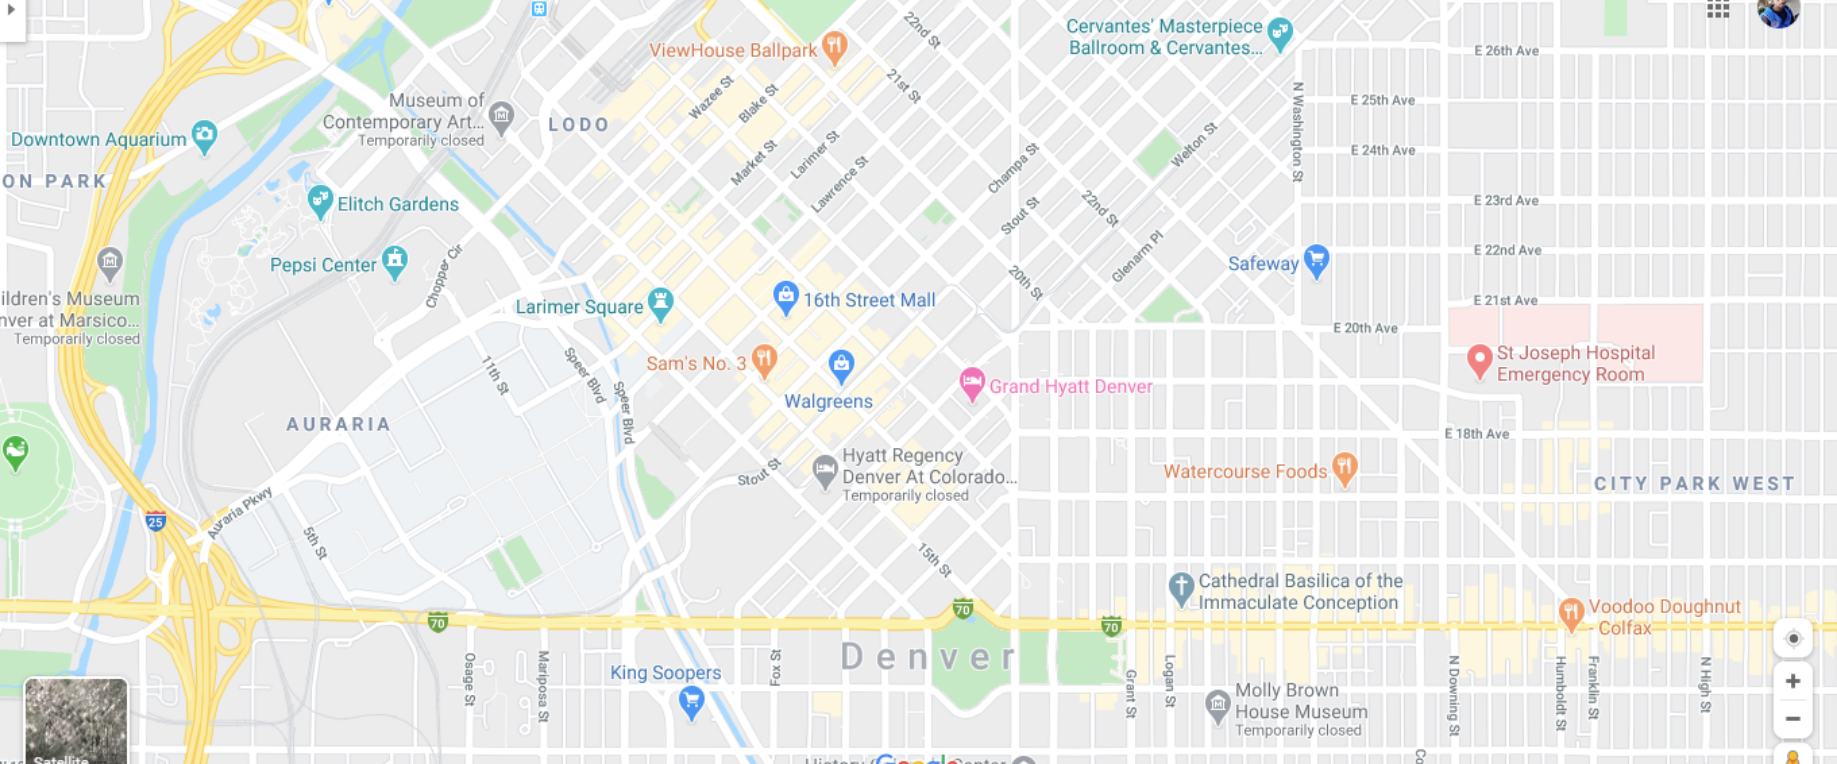 22nd St
Cervantes' Masterpiece
Ballroom & Cervantes...
ViewHouse Ballpark
E 26th Ave
21st St
Wazee St
Blake St
N Washington St
E 25th Ave
Museum of
Contemporary Art...
Temporarily closed
LODO
Downtown Aquarium
Market St
Larimer St
Lawrence St
Champa St
Welton St
E 24th Ave
ON PARK
Elitch Gardens
Stout St
22nd St
E 23rd Ave
Chopper Cir
Pepsi Center
Glenarm Pl
Safeway
E 22nd Ave
ildren's Museum
nver at Marsico...
Temporarily closed
Larimer Square
16th Street Mall
20th St
E 21st Ave
E 20th Ave
11th St
Speer Blvd
Speer Blvd
Sam's No. 3
Walgreens
Grand Hyatt Denver
St Joseph Hospital
Emergency Room
AURARIA
E 18th Ave
Stout St
Hyatt Regency
Denver At Colorado...
Temporarily closed
Watercourse Foods
CITY PARK WEST
25
Auraria Pkwy
5th St
15th St
Cathedral Basilica of the
Immaculate Conception
Voodoo Doughnut
- Colfax
70
70
70
Denver
King Soopers
Osage St
Mariposa St
Fox St
Grant St
Logan St
Molly Brown
House Museum
Temporarily closed
N Downing St
Humboldt St
Franklin St
N High St
Satellite
Google